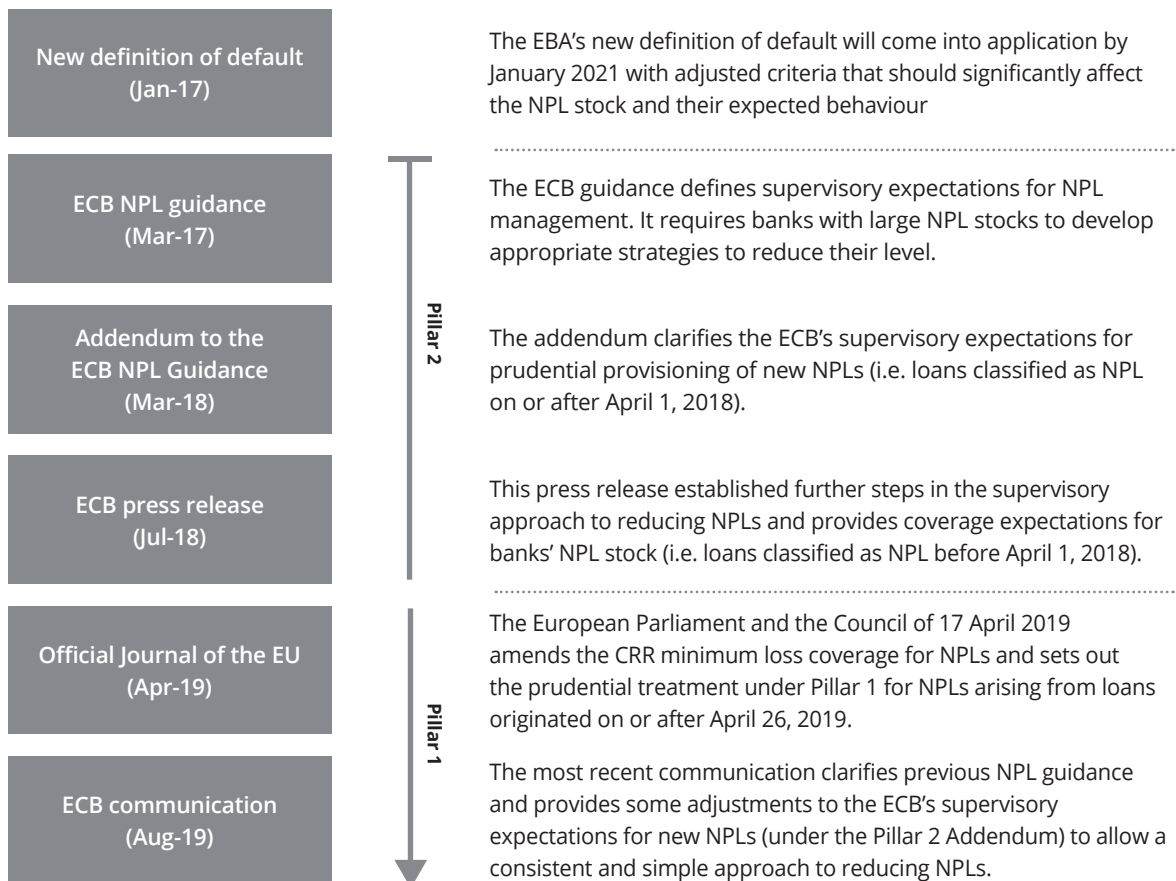 New definition of default
(Jan-17)
The EBA’s new definition of default will come into application by
January 2021 with adjusted criteria that should significantly affect
the NPL stock and their expected behaviour
ECB NPL guidance
(Mar-17)
The ECB guidance defines supervisory expectations for NPL
management. It requires banks with large NPL stocks to develop
appropriate strategies to reduce their level.
Pillar 2
Addendum to the
ECB NPL Guidance
(Mar-18)
The addendum clarifies the ECB’s supervisory expectations for
prudential provisioning of new NPLs (i.e. loans classified as NPL
on or after April 1, 2018).
ECB press release
(Jul-18)
This press release established further steps in the supervisory
approach to reducing NPLs and provides coverage expectations for
banks’ NPL stock (i.e. loans classified as NPL before April 1, 2018).
Official Journal of the EU
(Apr-19)
The European Parliament and the Council of 17 April 2019
amends the CRR minimum loss coverage for NPLs and sets out
the prudential treatment under Pillar 1 for NPLs arising from loans
originated on or after April 26, 2019.
Pillar 1
ECB communication
(Aug-19)
The most recent communication clarifies previous NPL guidance
and provides some adjustments to the ECB’s supervisory
expectations for new NPLs (under the Pillar 2 Addendum) to allow a
consistent and simple approach to reducing NPLs.